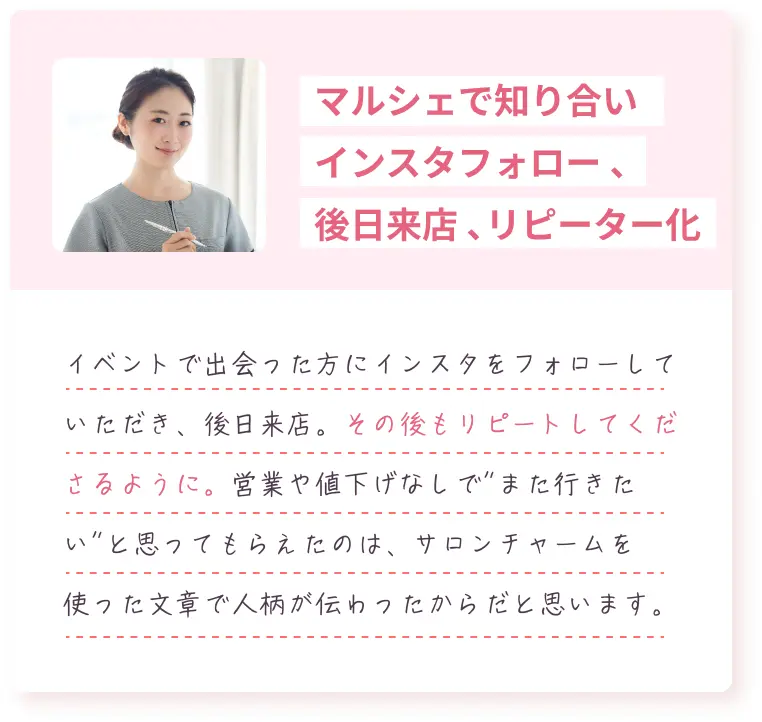 マルシェで知り合い
インスタフォロー、
後日来店、リピーター化
イベントで出会った方にインスタをフォローして
いただき、後日来店。その後もリピートしてくだ
さるように。営業や値下げなしで”また行きた
い”と思ってもらえたのは、サロンチャームを
使った文章で人柄が伝わったからだと思います。